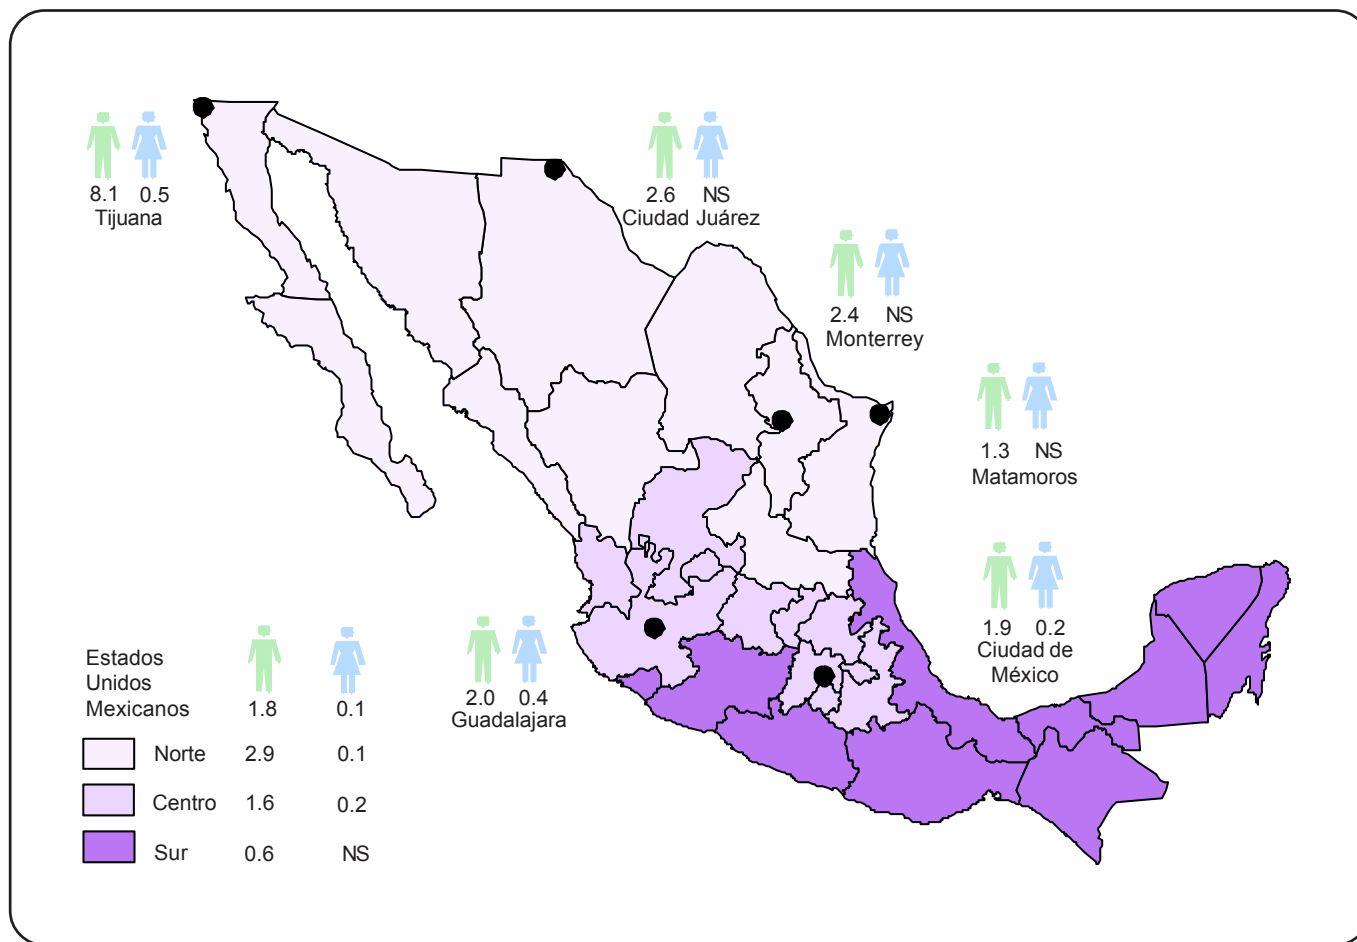 8.1 0.5
Tijuana
2.6 NS
Ciudad Juárez
2.4 NS
Monterrey
1.3 NS
Matamoros
1.9 0.2
Ciudad de
México
2.0 0.4
Guadalajara
Estados
Unidos
Mexicanos 1.8 0.1
Norte 2.9 0.1
Centro 1.6 0.2
Sur 0.6 NS